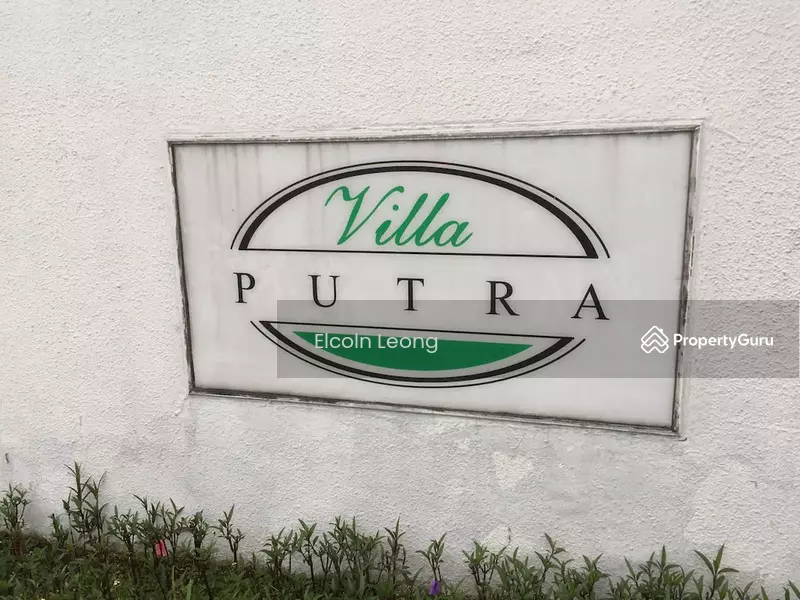 Villa
PUTRA
Elcoln Leong
PropertyGuru